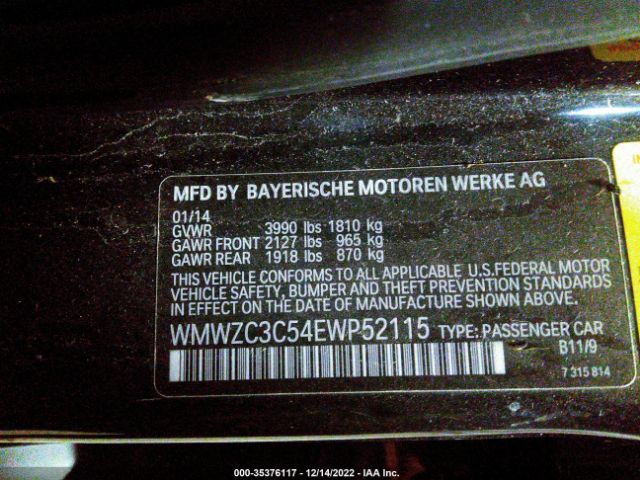 MFD BY BAYERISCHE MOTOREN WERKE AG
01/14
GVWR 3990 lbs 1810 kg
GAWR FRONT 2127 lbs 965 kg
GAWR REAR 1918 lbs 870 kg
THIS VEHICLE CONFORMS TO ALL APPLICABLE U.S.FEDERAL MOTOR
VEHICLE SAFETY, BUMPER AND THEFT PREVENTION STANDARDS
IN EFFECT ON THE DATE OF MANUFACTURE SHOWN ABOVE.
WMWZC3C54EWP52115 TYPE: PASSENGER CAR
B11/9
7 315 814
000-35376117 - 12/14/2022 - IAA Inc.